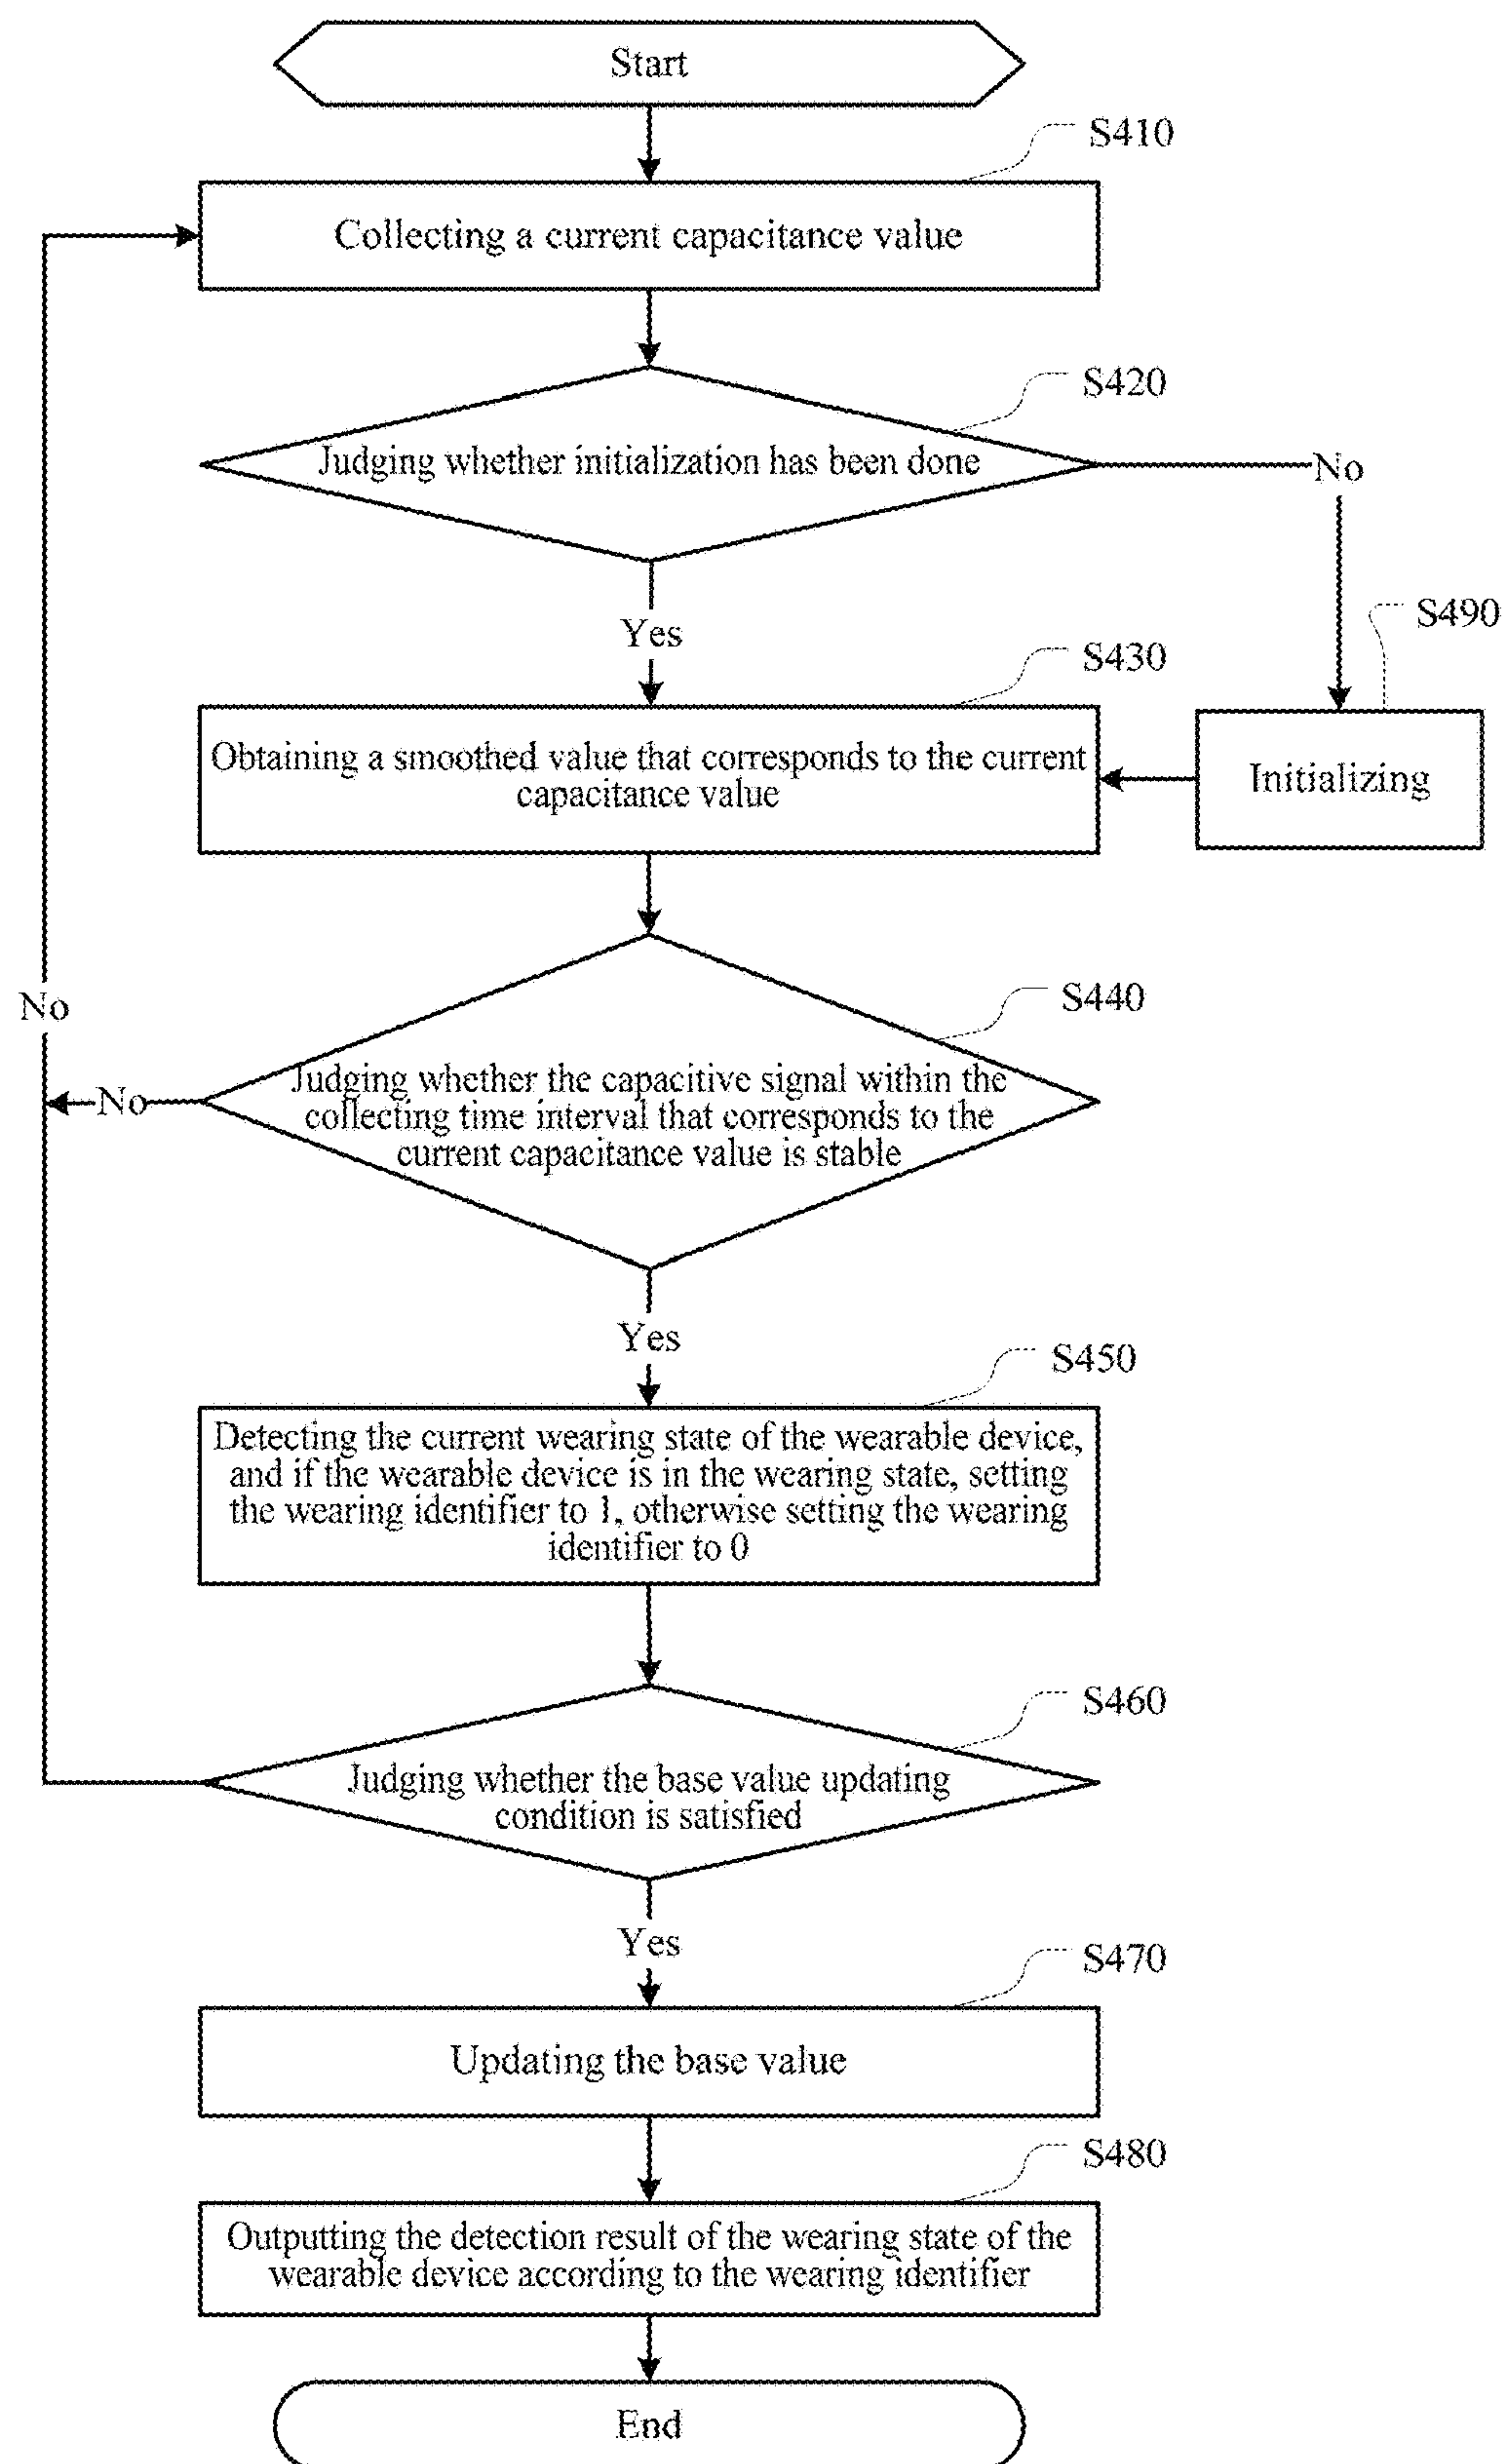 Start
S410
Collecting a current capacitance value
S420
Judging whether initialization has been done
No
Yes
S490
S430
Obtaining a smoothed value that corresponds to the current
capacitance value
Initializing
No
S440
Judging whether the capacitive signal within the
collecting time interval that corresponds to the
current capacitance value is stable
No
Yes
S450
Detecting the current wearing state of the wearable device,
and if the wearable device is in the wearing state, setting
the wearing identifier to 1, otherwise setting the wearing
identifier to 0
S460
Judging whether the base value updating
condition is satisfied
Yes
S470
Updating the base value
S480
Outputting the detection result of the wearing state of the
wearable device according to the wearing identifier
End